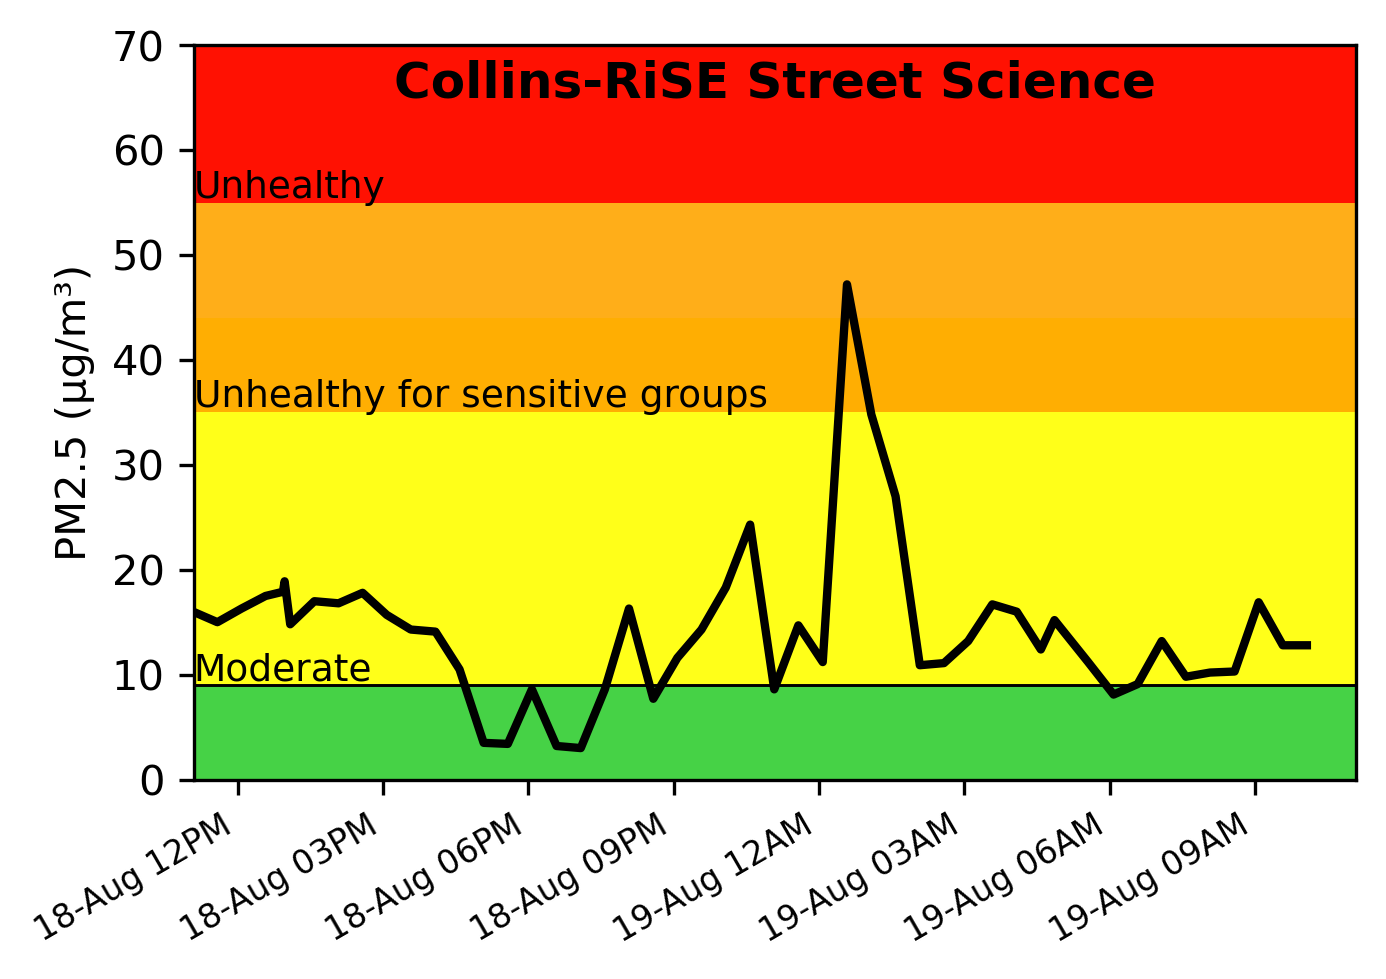 Collins-RiSE Street Science
70
60
Unhealthy
50
40
Unhealthy for sensitive groups
30
20
Moderate
10
0
PM2.5 (µg/m³)
18-Aug 12PM
18-Aug 03PM
18-Aug 06PM
18-Aug 09PM
19-Aug 12AM
19-Aug 03AM
19-Aug 06AM
19-Aug 09AM